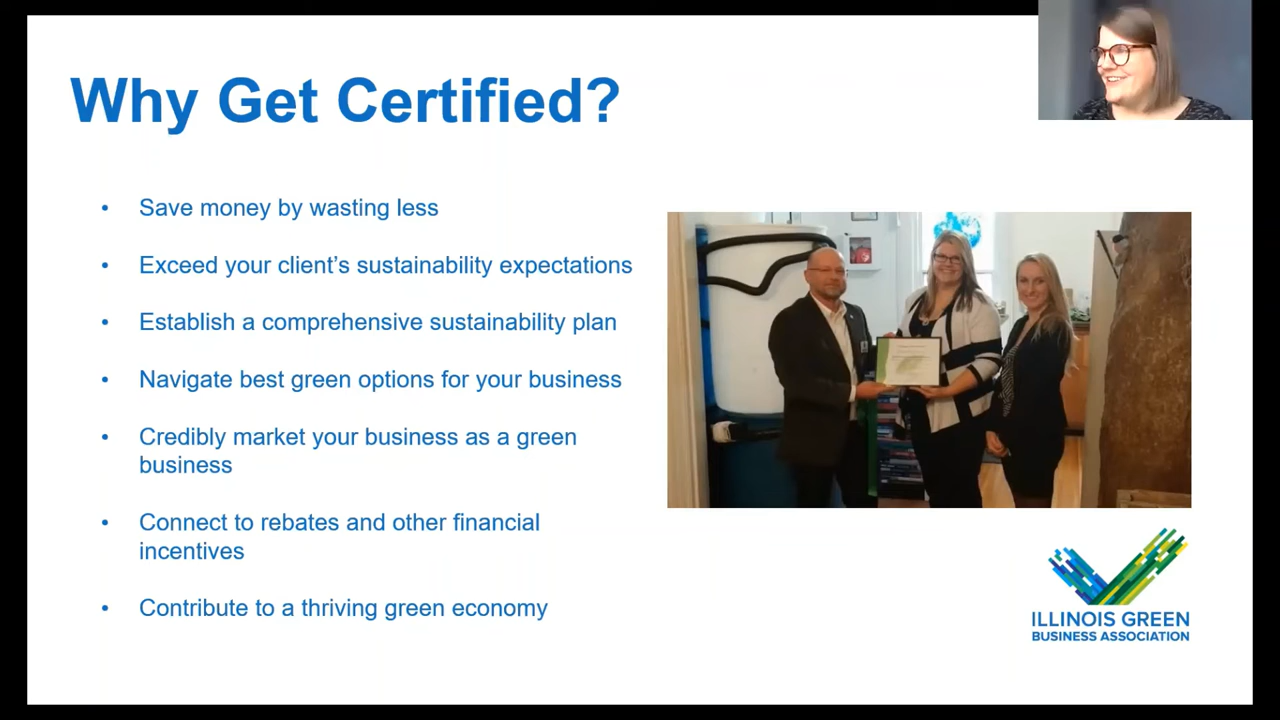 Why Get Certified?
• Save money by wasting less
• Exceed your client's sustainability expectations
• Establish a comprehensive sustainability plan
• Navigate best green options for your business
• Credibly market your business as a green
business
• Connect to rebates and other financial
incentives
• Contribute to a thriving green economy
ILLINOIS GREEN
BUSINESS ASSOCIATION